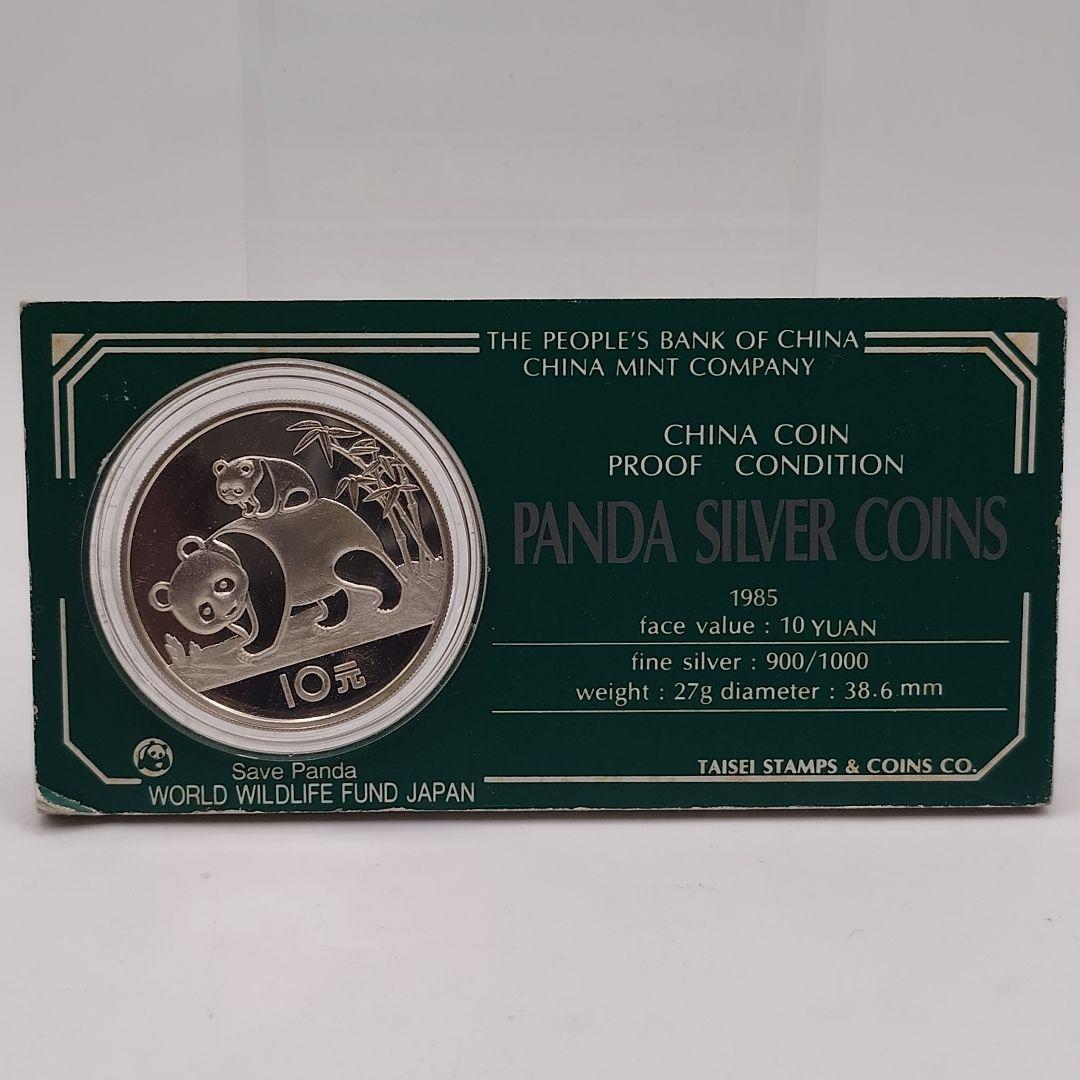 THE PEOPLE'S BANK OF CHINA
CHINA MINT COMPANY
CHINA COIN
PROOF CONDITION
PANDA SILVER COINS
1985
face value : 10 YUAN
fine silver : 900/1000
weight : 27g diameter : 38.6 mm
10元
Save Panda
WORLD WILDLIFE FUND JAPAN
TAISEI STAMPS & COINS CO.